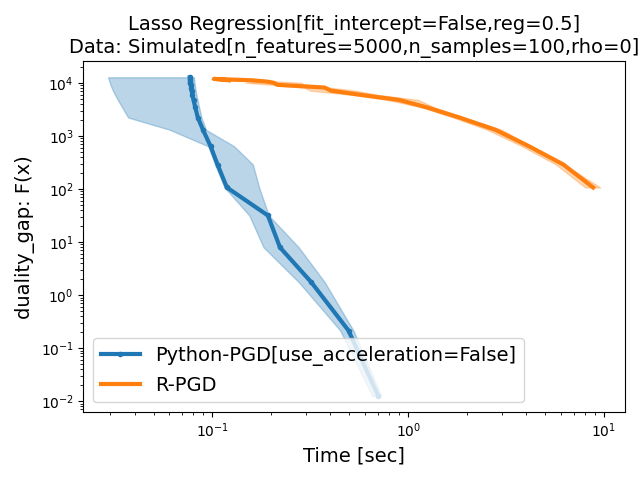 Lasso Regression[fit_intercept=False,reg=0.5]
Data: Simulated[n_features=5000,n_samples=100,rho=0]
duality_gap: F(x)
10^4
10^3
10^2
10^1
10^0
10^-1
10^-2
Python-PGD[use_acceleration=False]
R-PGD
10^-1
10^0
10^1
Time [sec]